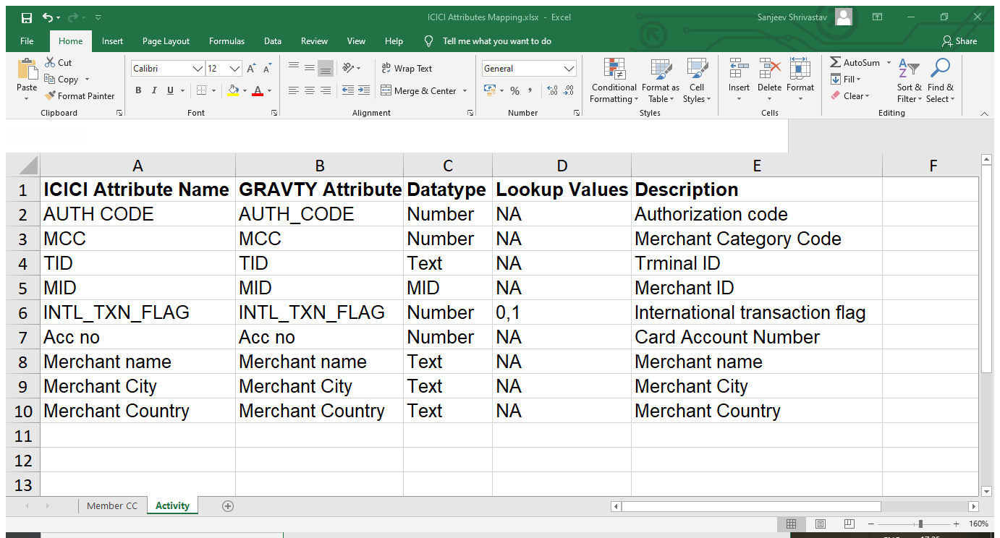 ICICI Attributes Mapping.xlsx - Excel
Sanjeev Shrivastav
File Home Insert Page Layout Formulas Data Review View Help Tell me what you want to do Share
Paste Cut Copy Format Painter
Clipboard
Calibri 12
B I U A
Font
Wrap Text
Merge & Center
Alignment
General
% , .00 .0
Number
Conditional Formatting Format as Table Cell Styles
Styles
Insert Delete Format
Cells
AutoSum Fill Clear Sort & Filter Find & Select
Editing
A B C D E F
1 ICICI Attribute Name GRAVTY Attribute Datatype Lookup Values Description
2 AUTH CODE AUTH_CODE Number NA Authorization code
3 MCC MCC Number NA Merchant Category Code
4 TID TID Text NA Trminal ID
5 MID MID MID NA Merchant ID
6 INTL_TXN_FLAG INTL_TXN_FLAG Number 0,1 International transaction flag
7 Acc no Acc no Number NA Card Account Number
8 Merchant name Merchant name Text NA Merchant name
9 Merchant City Merchant City Text NA Merchant City
10 Merchant Country Merchant Country Text NA Merchant Country
11
12
13
Member CC Activity
160%